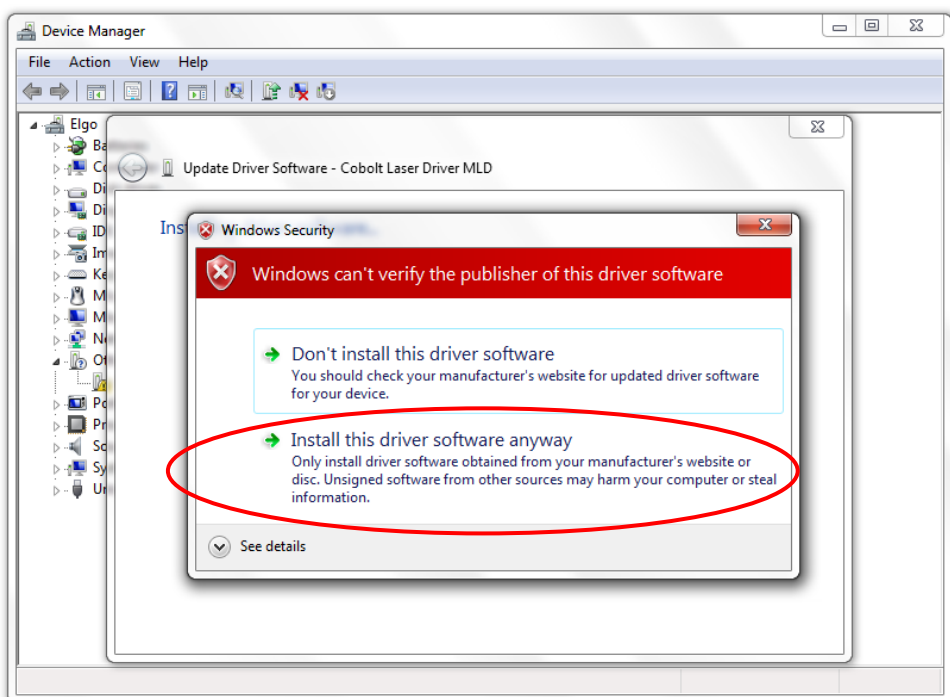 Device Manager
File Action View Help
Elgo
Update Driver Software - Cobolt Laser Driver MLD
Windows Security
Windows can't verify the publisher of this driver software
Don't install this driver software
You should check your manufacturer's website for updated driver software
for your device.
Install this driver software anyway
Only install driver software obtained from your manufacturer's website or
disc. Unsigned software from other sources may harm your computer or steal
information.
See details